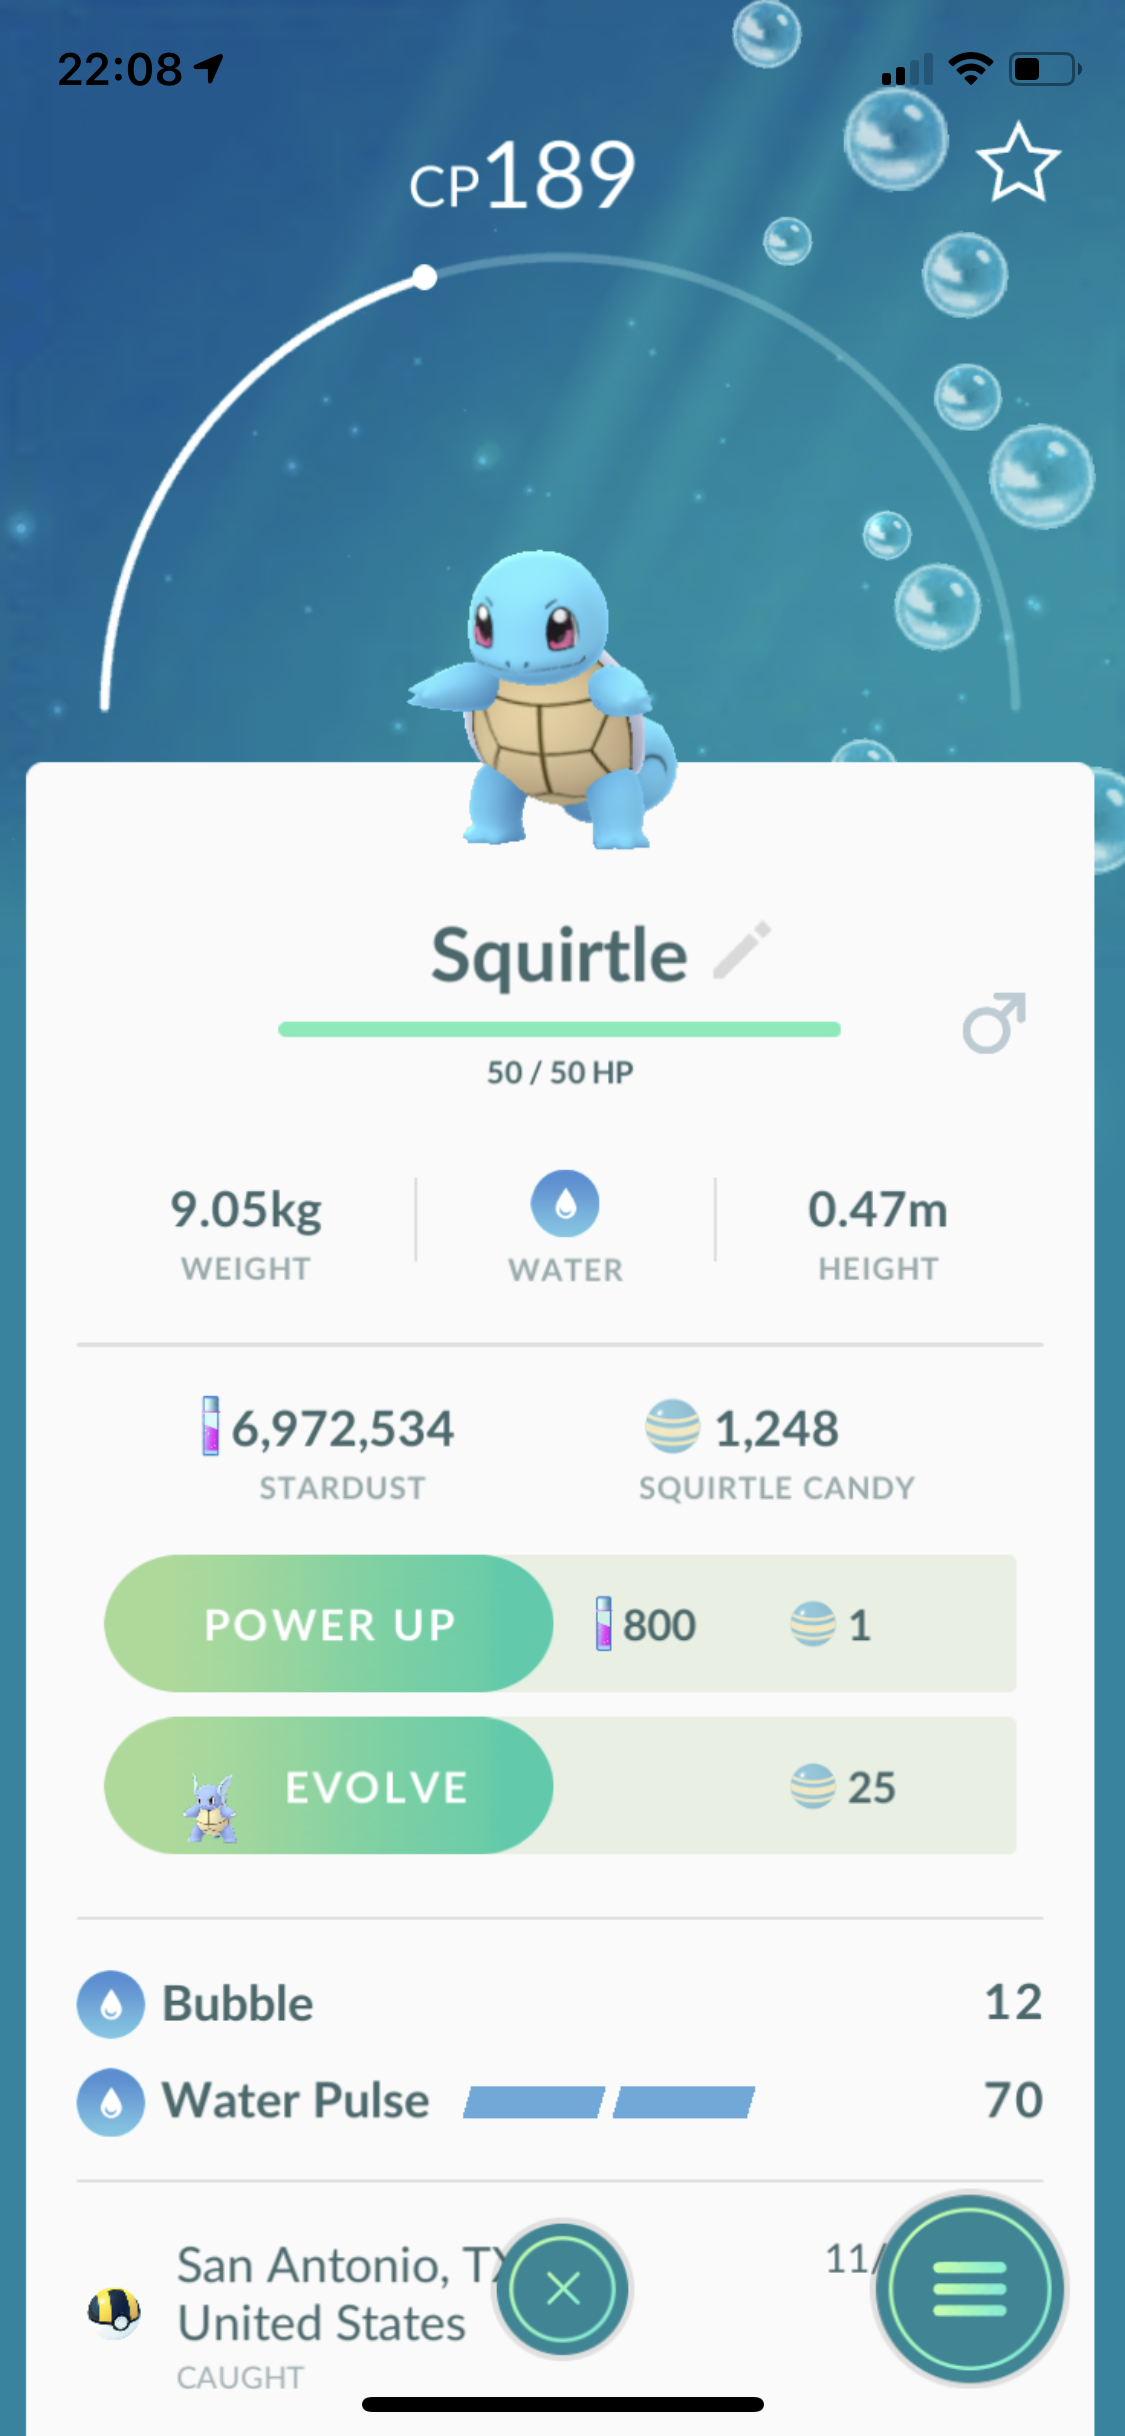 22:08
CP189
Squirtle
50 / 50 HP
9.05kg
WEIGHT
WATER
0.47m
HEIGHT
6,972,534
STARDUST
1,248
SQUIRTLE CANDY
POWER UP 800 1
EVOLVE 25
Bubble 12
Water Pulse 70
San Antonio, TX 11/
United States
CAUGHT